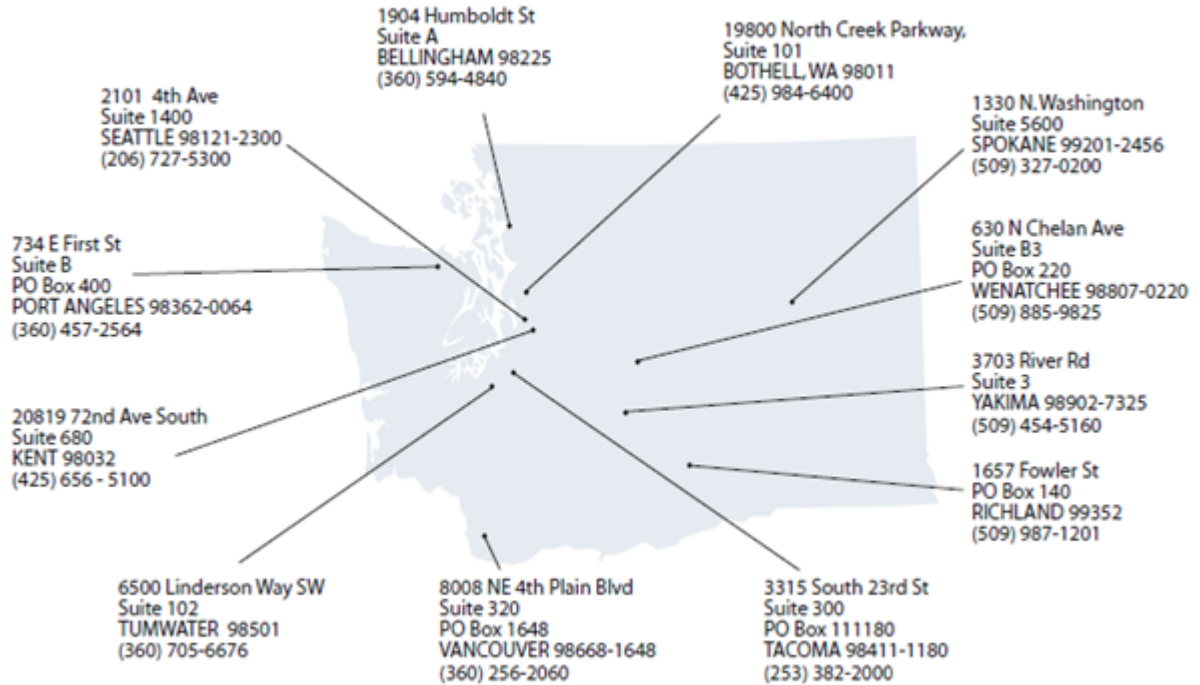 1904 Humboldt St
Suite A
BELLINGHAM 98225
(360) 594-4840
19800 North Creek Parkway,
Suite 101
BOTHELL, WA 98011
(425) 984-6400
2101 4th Ave
Suite 1400
SEATTLE 98121-2300
(206) 727-5300
1330 N. Washington
Suite 5600
SPOKANE 99201-2456
(509) 327-0200
734 E First St
Suite B
PO Box 400
PORT ANGELES 98362-0064
(360) 457-2564
630 N Chelan Ave
Suite B3
PO Box 220
WENATCHEE 98807-0220
(509) 885-9825
3703 River Rd
Suite 3
YAKIMA 98902-7325
(509) 454-5160
20819 72nd Ave South
Suite 680
KENT 98032
(425) 656 - 5100
1657 Fowler St
PO Box 140
RICHLAND 99352
(509) 987-1201
6500 Linderson Way SW
Suite 102
TUMWATER 98501
(360) 705-6676
8008 NE 4th Plain Blvd
Suite 320
PO Box 1648
VANCOUVER 98668-1648
(360) 256-2060
3315 South 23rd St
Suite 300
PO Box 111180
TACOMA 98411-1180
(253) 382-2000